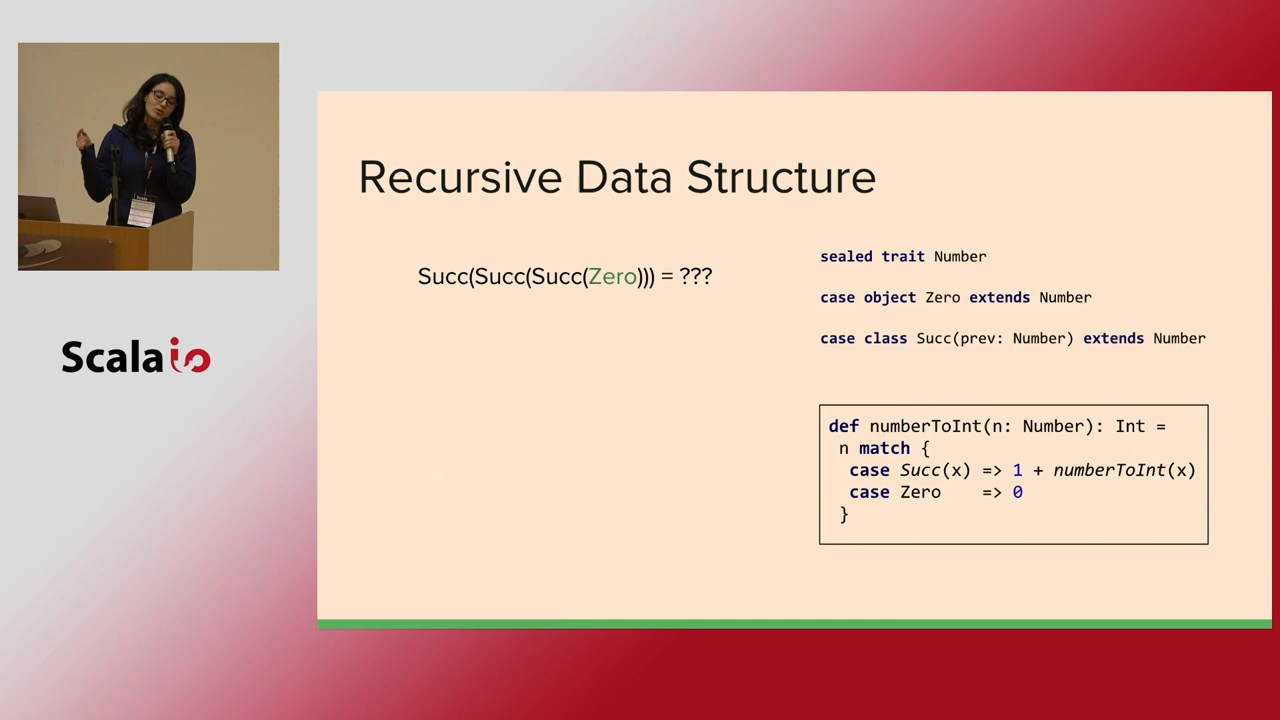 Recursive Data Structure
Succ(Succ(Succ(Zero))) = ???
sealed trait Number
case object Zero extends Number
case class Succ(prev: Number) extends Number
def numberToInt(n: Number): Int =
n match {
case Succ(x) => 1 + numberToInt(x)
case Zero    => 0
}
Scala io